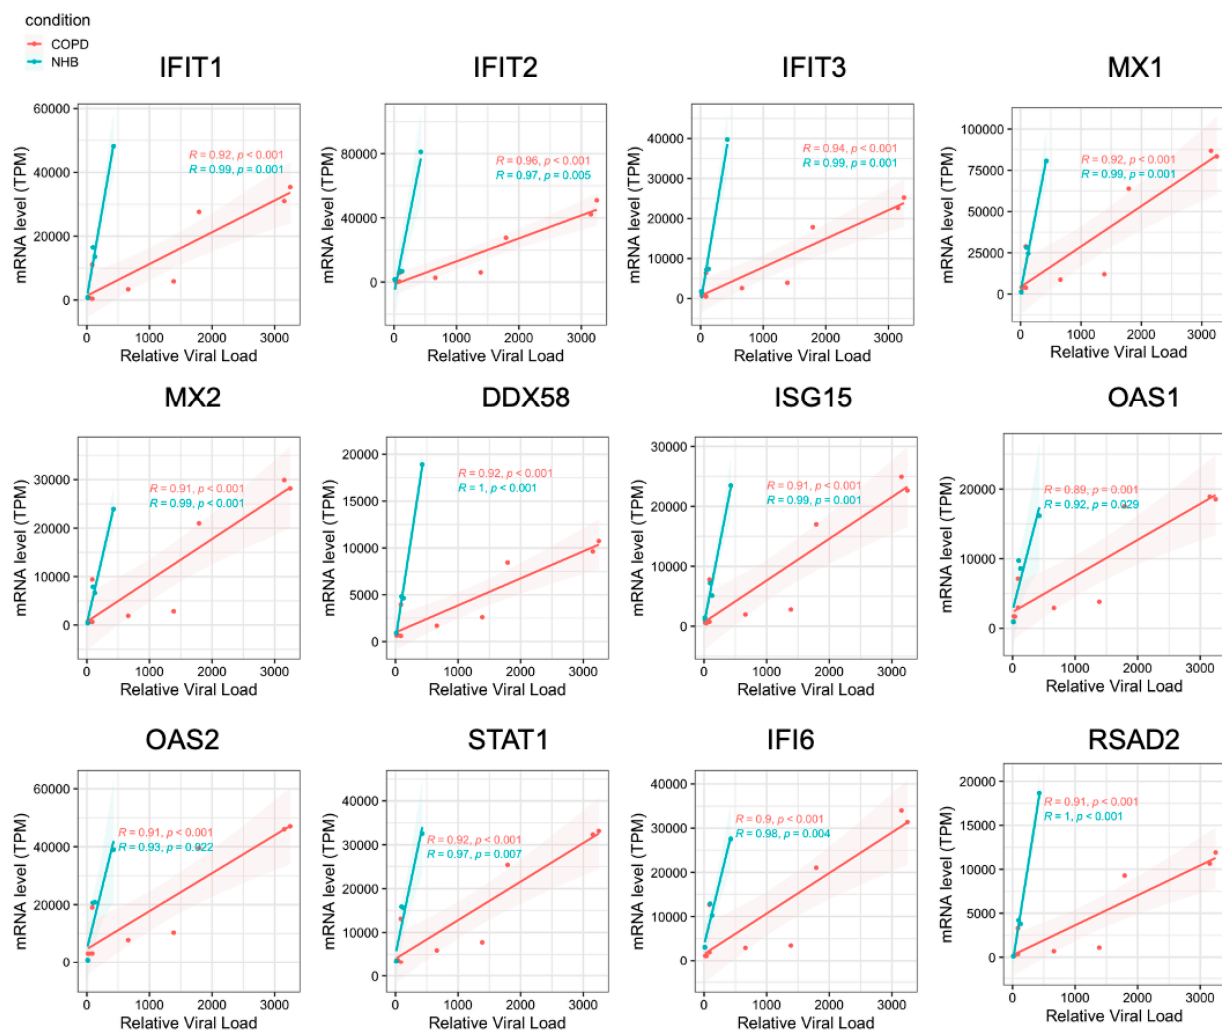 condition
COPD
NHB
IFIT1
IFIT2
IFIT3
MX1
mRNA level (TPM)
60000
40000
20000
0
R = 0.92, p < 0.001
R = 0.99, p = 0.001
0 1000 2000 3000
Relative Viral Load
mRNA level (TPM)
80000
40000
0
R = 0.96, p < 0.001
R = 0.97, p = 0.005
0 1000 2000 3000
Relative Viral Load
mRNA level (TPM)
40000
30000
20000
10000
0
R = 0.94, p < 0.001
R = 0.99, p = 0.001
0 1000 2000 3000
Relative Viral Load
mRNA level (TPM)
100000
75000
50000
25000
0
R = 0.92, p < 0.001
R = 0.99, p = 0.001
0 1000 2000 3000
Relative Viral Load
MX2
DDX58
ISG15
OAS1
mRNA level (TPM)
30000
20000
10000
0
R = 0.91, p < 0.001
R = 0.99, p < 0.001
0 1000 2000 3000
Relative Viral Load
mRNA level (TPM)
20000
15000
10000
5000
0
R = 0.92, p < 0.001
R = 1, p < 0.001
0 1000 2000 3000
Relative Viral Load
mRNA level (TPM)
30000
20000
10000
0
R = 0.91, p < 0.001
R = 0.99, p = 0.001
0 1000 2000 3000
Relative Viral Load
mRNA level (TPM)
20000
10000
0
R = 0.89, p = 0.001
R = 0.92, p = 0.029
0 1000 2000 3000
Relative Viral Load
OAS2
STAT1
IFI6
RSAD2
mRNA level (TPM)
60000
40000
20000
0
R = 0.91, p < 0.001
R = 0.93, p = 0.022
0 1000 2000 3000
Relative Viral Load
mRNA level (TPM)
40000
30000
20000
10000
0
R = 0.92, p < 0.001
R = 0.97, p = 0.007
0 1000 2000 3000
Relative Viral Load
mRNA level (TPM)
40000
30000
20000
10000
0
R = 0.9, p < 0.001
R = 0.98, p = 0.004
0 1000 2000 3000
Relative Viral Load
mRNA level (TPM)
20000
15000
10000
5000
0
R = 0.91, p < 0.001
R = 1, p < 0.001
0 1000 2000 3000
Relative Viral Load